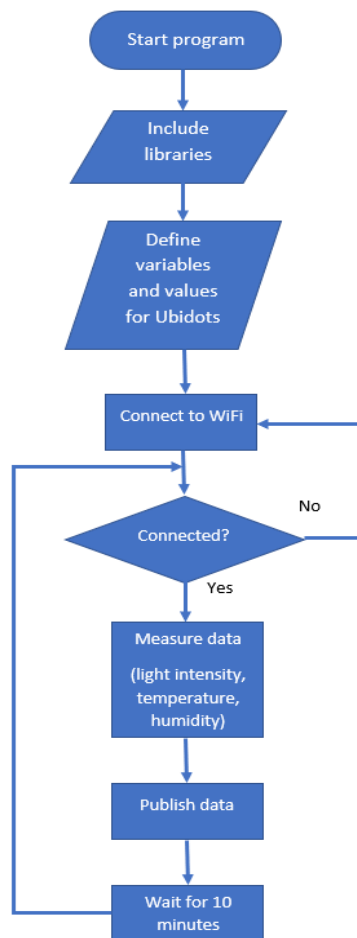 Start program
Include
libraries
Define
variables
and values
for Ubidots
Connect to WiFi
No
Connected?
Yes
Measure data
(light intensity,
temperature,
humidity)
Publish data
Wait for 10
minutes